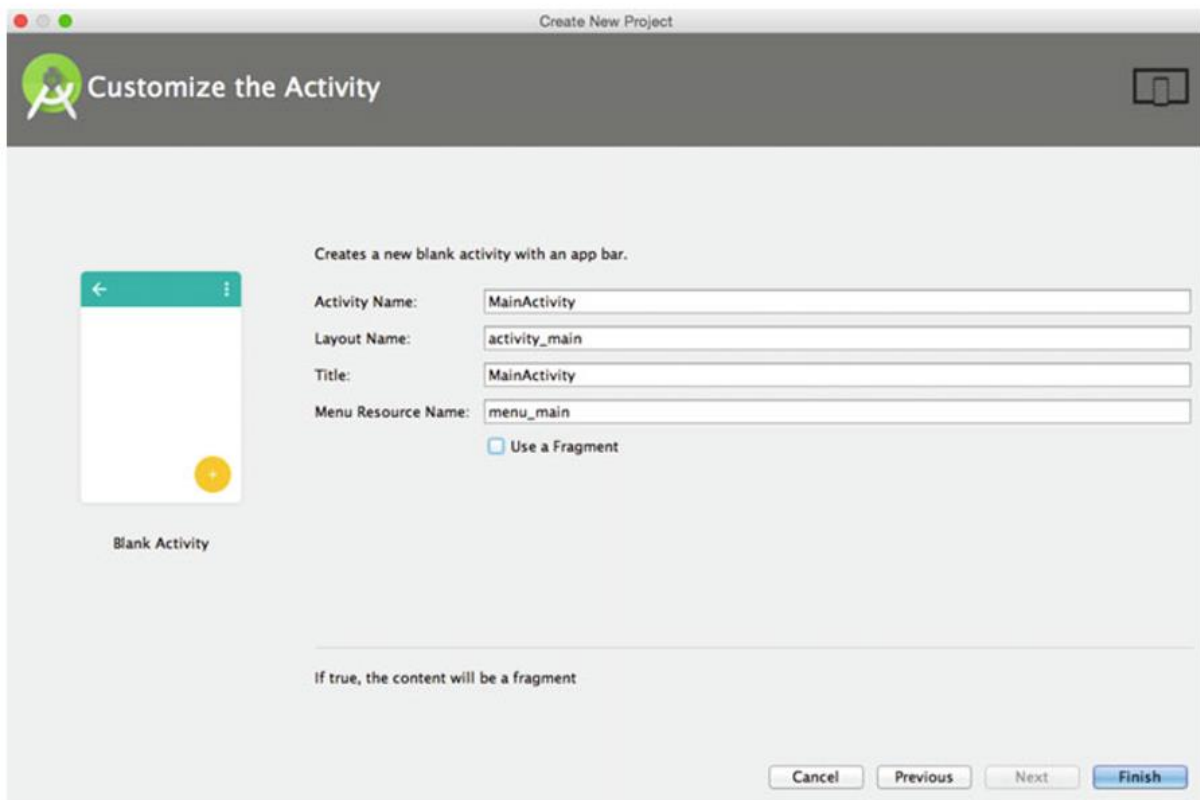 Create New Project
Customize the Activity
Creates a new blank activity with an app bar.
Activity Name: MainActivity
Layout Name: activity_main
Title: MainActivity
Menu Resource Name: menu_main
Use a Fragment
Blank Activity
If true, the content will be a fragment
Cancel Previous Next Finish